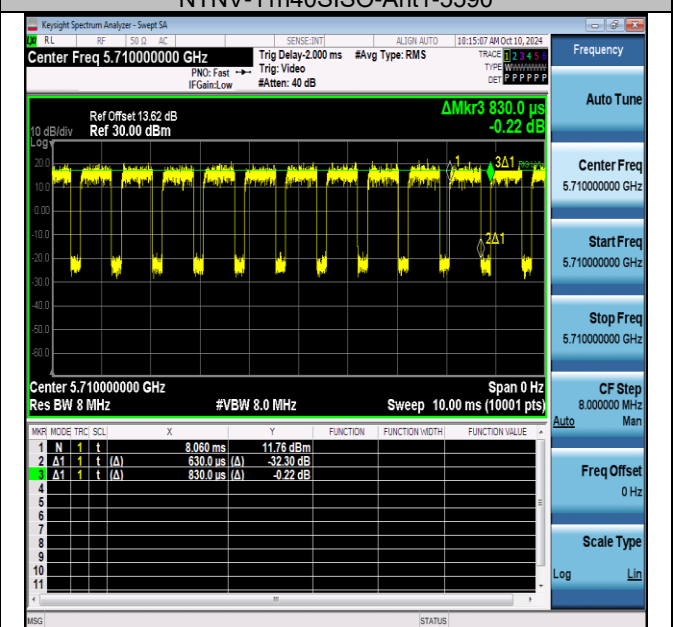 NTNV-11n40SISO-Ant1-5590
Keysight Spectrum Analyzer - Swept SA
RL RF 50 Ω AC SENSE:INT ALIGN AUTO 10:15:07 AM Oct 10, 2024
Center Freq 5.710000000 GHz
PNO: Fast
IFGain:Low
Trig Delay-2.000 ms
Trig: Video
#Atten: 40 dB
#Avg Type: RMS
TRACE 1 2 3 4 5 6
TYPE WWWWWW
DET P P P P P P
Ref Offset 13.62 dB
10 dB/div Ref 30.00 dBm
Log
ΔMkr3 830.0 µs
-0.22 dB
20.0
10.0
0.00
-10.0
-20.0
-30.0
-40.0
-50.0
-60.0
1
3Δ1
2Δ1
Center 5.710000000 GHz Span 0 Hz
Res BW 8 MHz #VBW 8.0 MHz Sweep 10.00 ms (10001 pts)
MKR MODE TRC SCL X Y FUNCTION FUNCTION WIDTH FUNCTION VALUE
1 N 1 t 8.060 ms 11.76 dBm
2 Δ1 1 t (Δ) 630.0 µs (Δ) -32.30 dB
3 Δ1 1 t (Δ) 830.0 µs (Δ) -0.22 dB
4
5
6
7
8
9
10
11
MSG STATUS
Frequency
Auto Tune
Center Freq
5.710000000 GHz
Start Freq
5.710000000 GHz
Stop Freq
5.710000000 GHz
CF Step
8.000000 MHz
Auto Man
Freq Offset
0 Hz
Scale Type
Log Lin